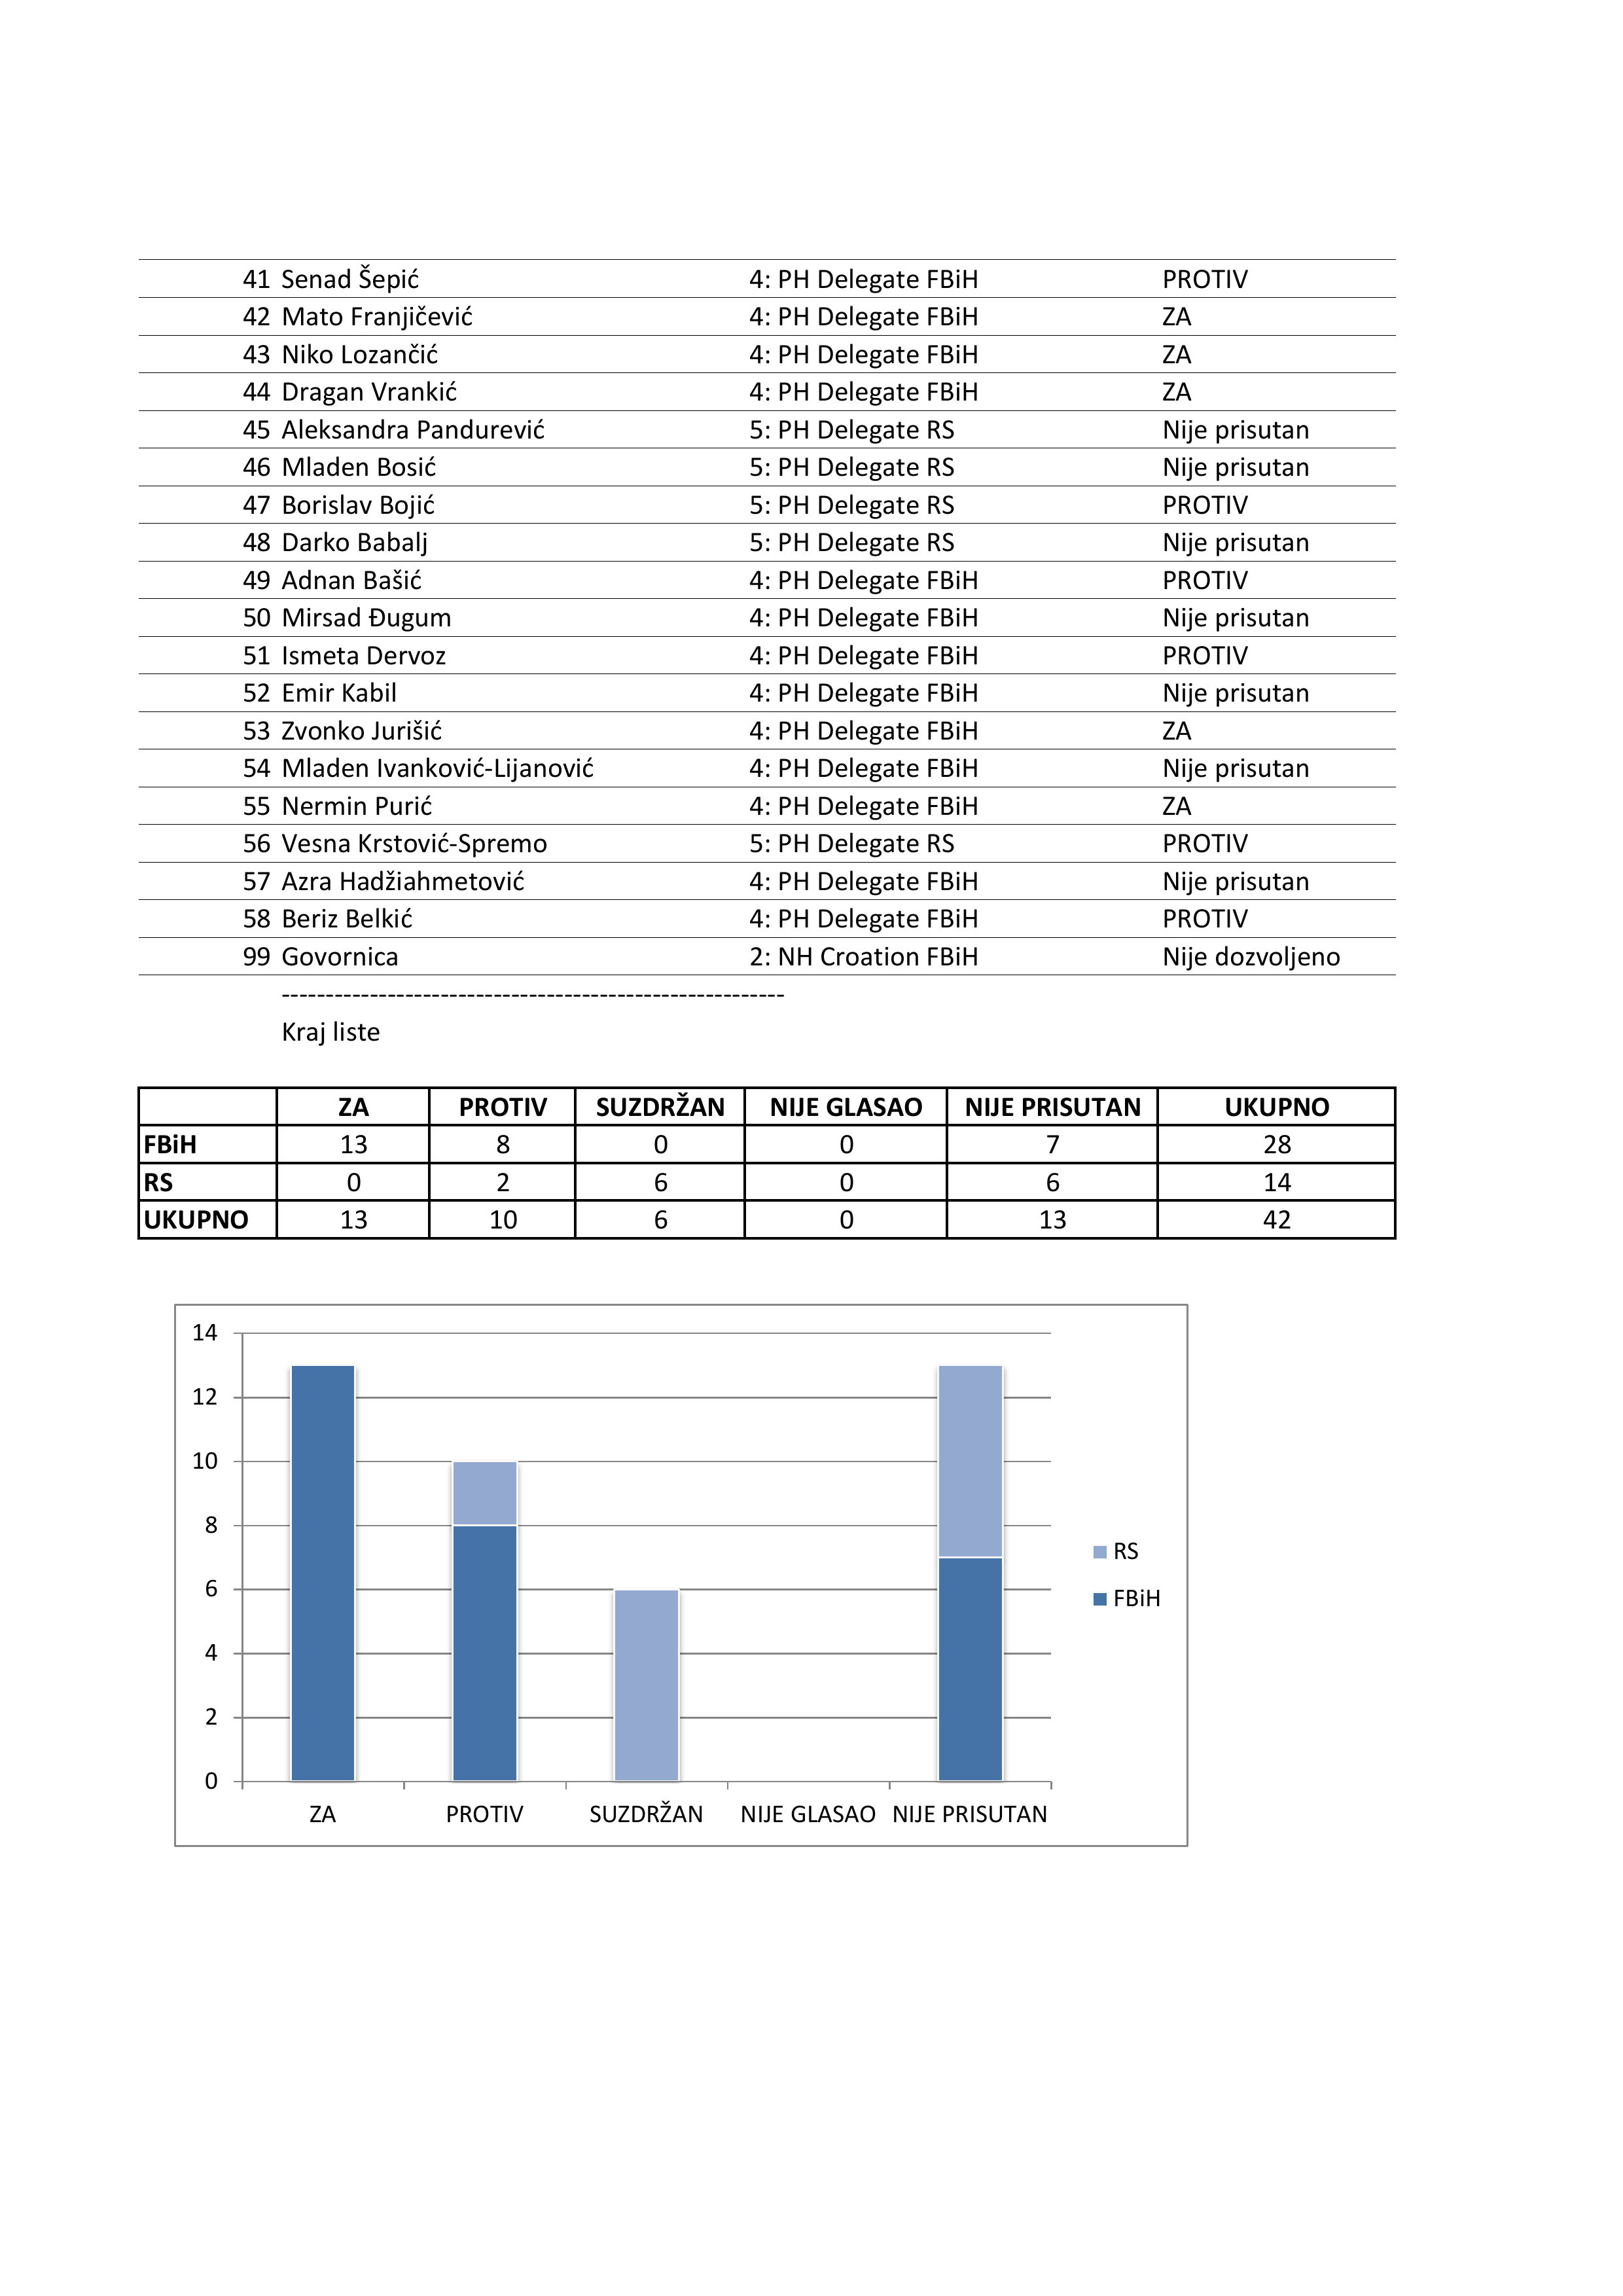 41 Senad Šepić 4: PH Delegate FBiH PROTIV
42 Mato Franjičević 4: PH Delegate FBiH ZA
43 Niko Lozančić 4: PH Delegate FBiH ZA
44 Dragan Vrankić 4: PH Delegate FBiH ZA
45 Aleksandra Pandurević 5: PH Delegate RS Nije prisutan
46 Mladen Bosić 5: PH Delegate RS Nije prisutan
47 Borislav Bojić 5: PH Delegate RS PROTIV
48 Darko Babalj 5: PH Delegate RS Nije prisutan
49 Adnan Bašić 4: PH Delegate FBiH PROTIV
50 Mirsad Đugum 4: PH Delegate FBiH Nije prisutan
51 Ismeta Dervoz 4: PH Delegate FBiH PROTIV
52 Emir Kabil 4: PH Delegate FBiH Nije prisutan
53 Zvonko Jurišić 4: PH Delegate FBiH ZA
54 Mladen Ivanković-Lijanović 4: PH Delegate FBiH Nije prisutan
55 Nermin Purić 4: PH Delegate FBiH ZA
56 Vesna Krstović-Spremo 5: PH Delegate RS PROTIV
57 Azra Hadžiahmetović 4: PH Delegate FBiH Nije prisutan
58 Beriz Belkić 4: PH Delegate FBiH PROTIV
99 Govornica 2: NH Croation FBiH Nije dozvoljeno
---------------------------------------------------------
Kraj liste
ZA PROTIV SUZDRŽAN NIJE GLASAO NIJE PRISUTAN UKUPNO
FBiH 13 8 0 0 7 28
RS 0 2 6 0 6 14
UKUPNO 13 10 6 0 13 42
14
12
10
8
6
4
2
0
ZA PROTIV SUZDRŽAN NIJE GLASAO NIJE PRISUTAN
RS
FBiH